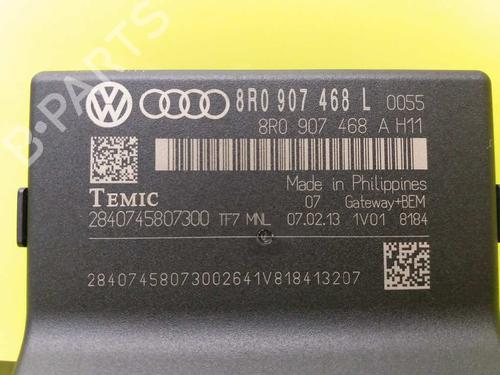 8R0 907 468 L 0055
8R0 907 468 A H11
TEMIC
Made in Philippines
07 Gateway+BEM
2840745807300 TF7 MNL 07.02.13 1V01 8184
28407458073002641V818413207
B-PARTS